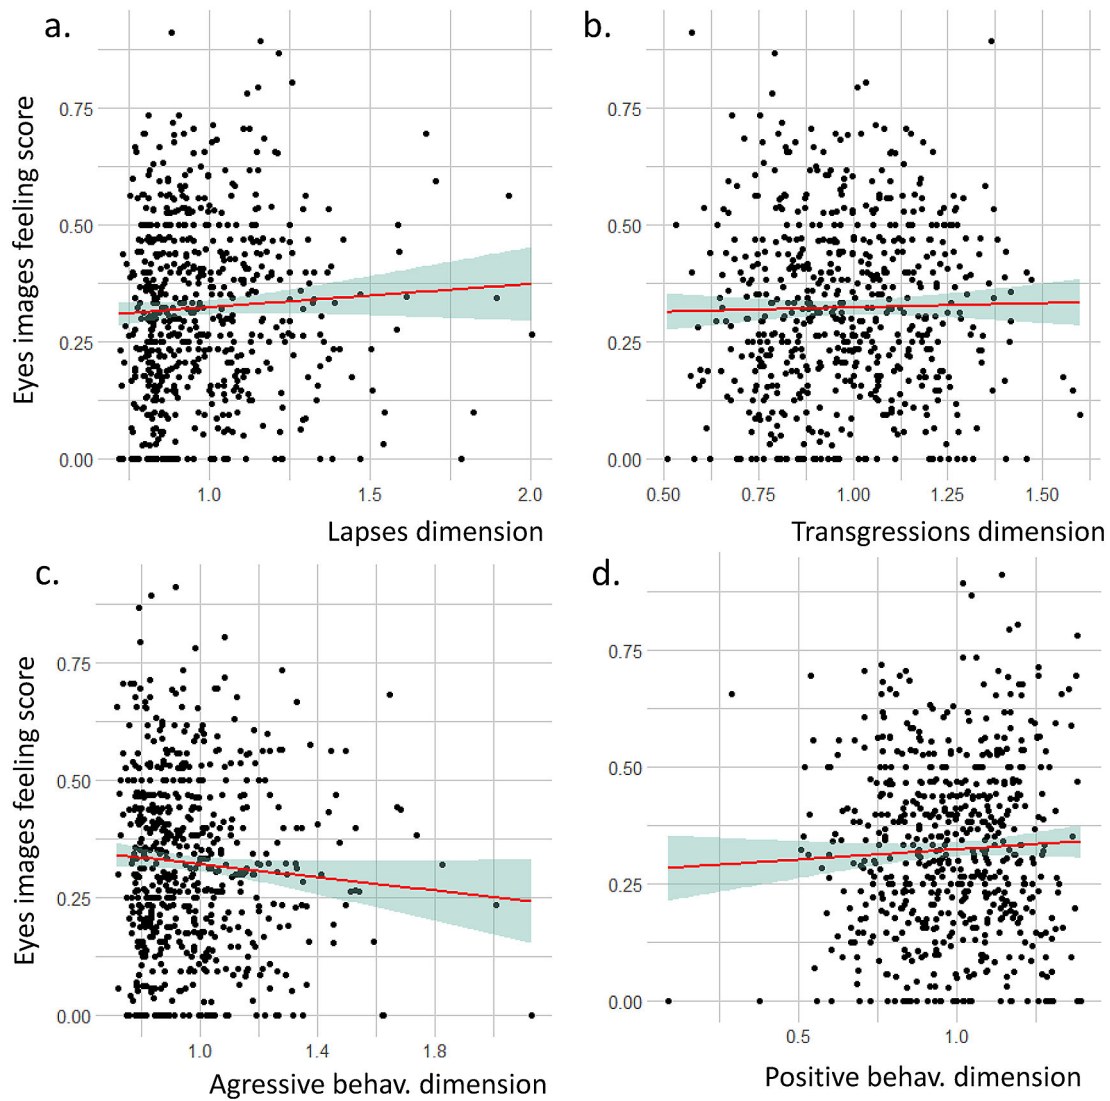 a.
Eyes images feeling score
0.75
0.50
0.25
0.00
1.0 1.5 2.0
Lapses dimension
b.
0.75
0.50
0.25
0.00
0.50 0.75 1.00 1.25 1.50
Transgressions dimension
c.
Eyes images feeling score
0.75
0.50
0.25
0.00
1.0 1.4 1.8
Agressive behav. dimension
d.
0.75
0.50
0.25
0.00
0.5 1.0
Positive behav. dimension